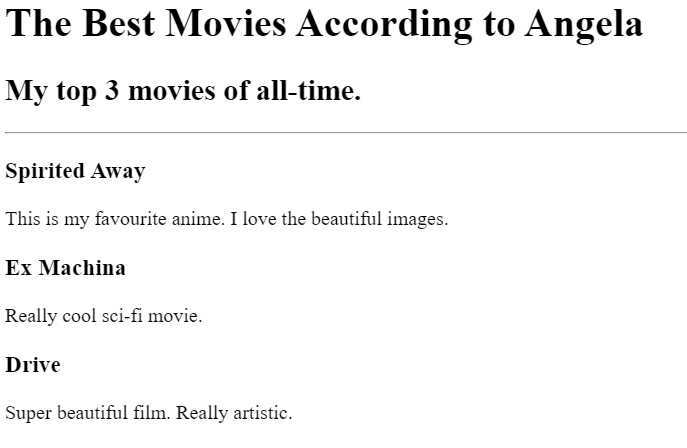 The Best Movies According to Angela
My top 3 movies of all-time.
Spirited Away
This is my favourite anime. I love the beautiful images.
Ex Machina
Really cool sci-fi movie.
Drive
Super beautiful film. Really artistic.